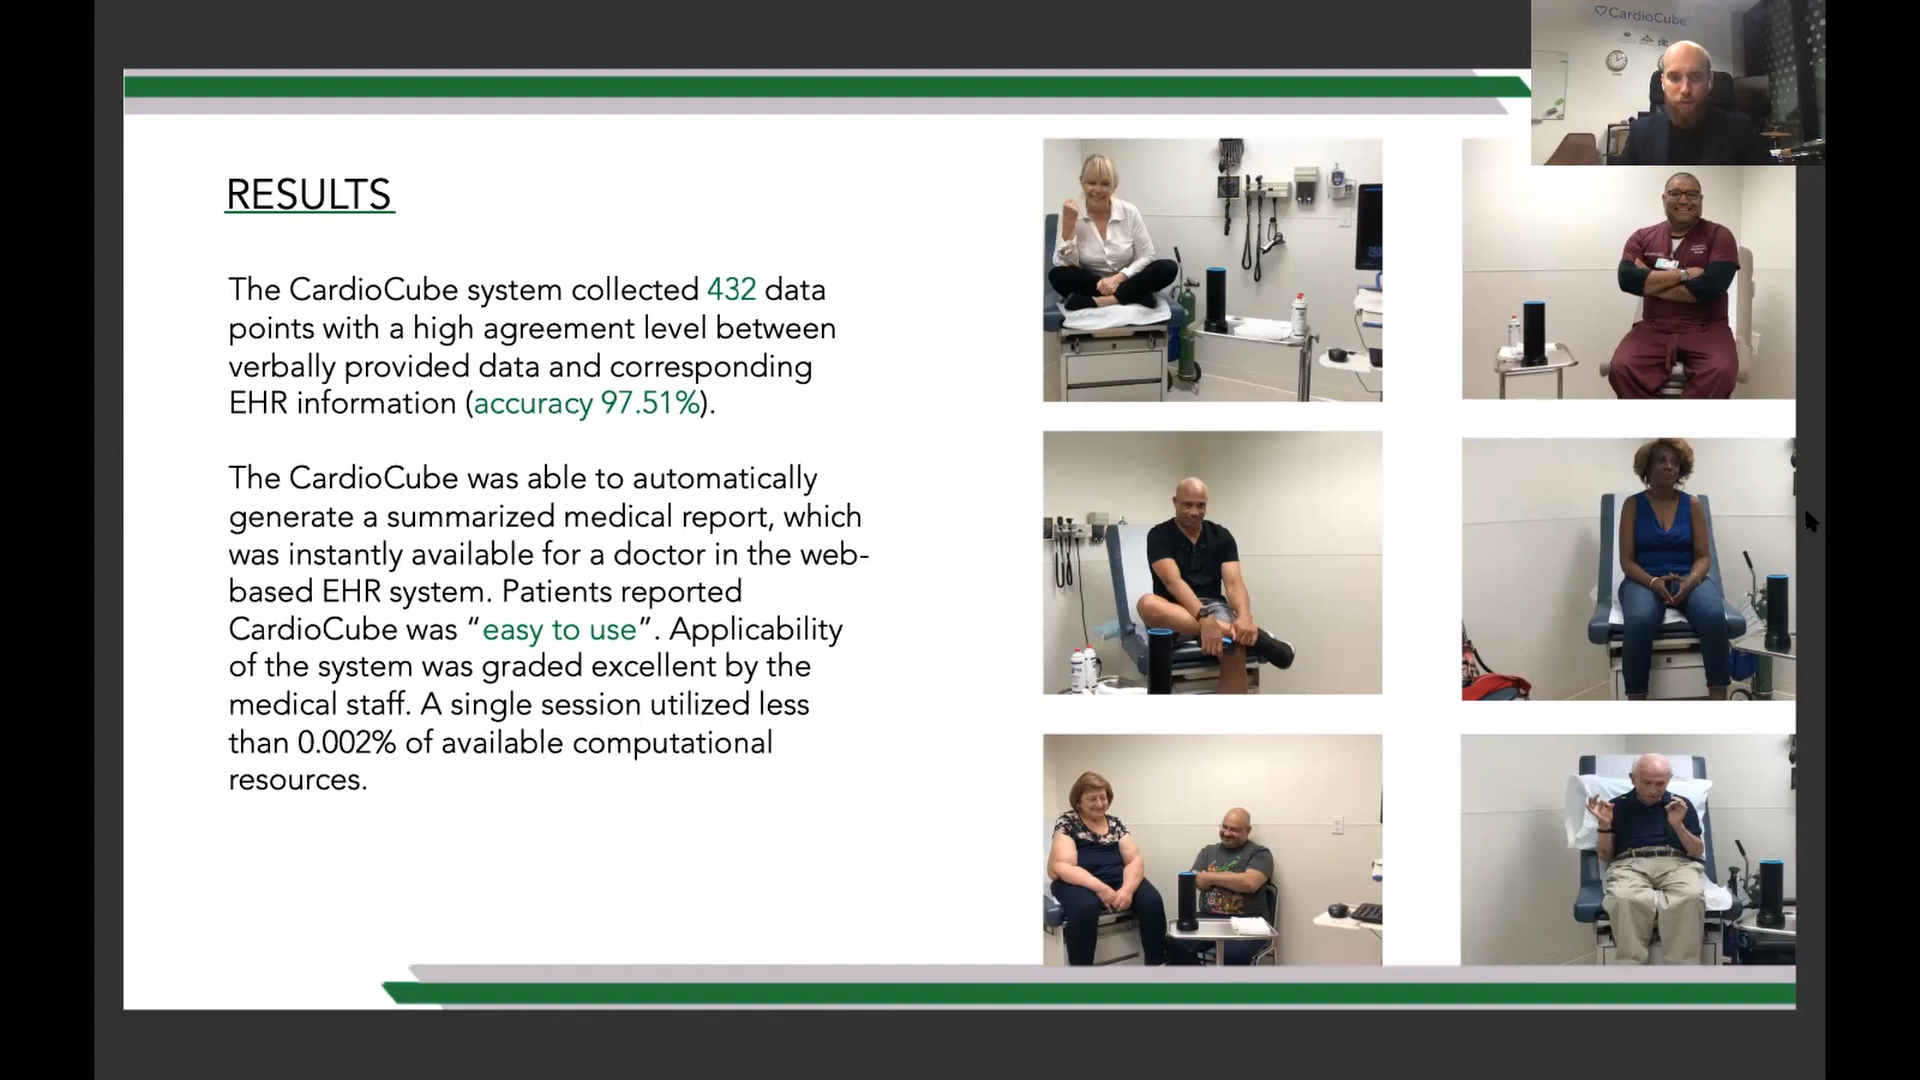 CardioCube
RESULTS
The CardioCube system collected 432 data
points with a high agreement level between
verbally provided data and corresponding
EHR information (accuracy 97.51%).
The CardioCube was able to automatically
generate a summarized medical report, which
was instantly available for a doctor in the web-
based EHR system. Patients reported
CardioCube was “easy to use”. Applicability
of the system was graded excellent by the
medical staff. A single session utilized less
than 0.002% of available computational
resources.